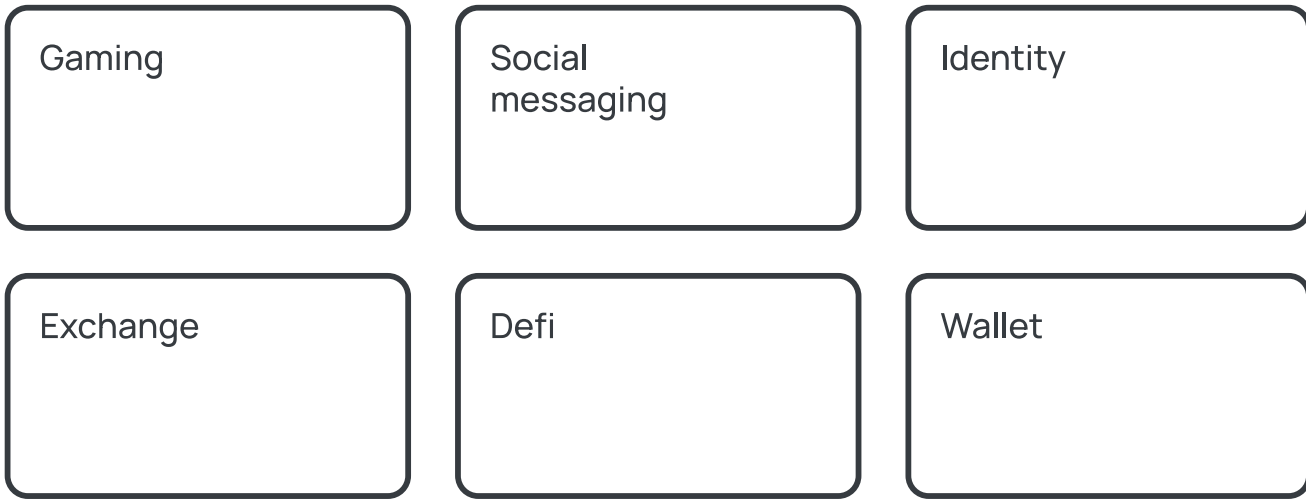 Gaming
Social
messaging
Identity
Exchange
Defi
Wallet